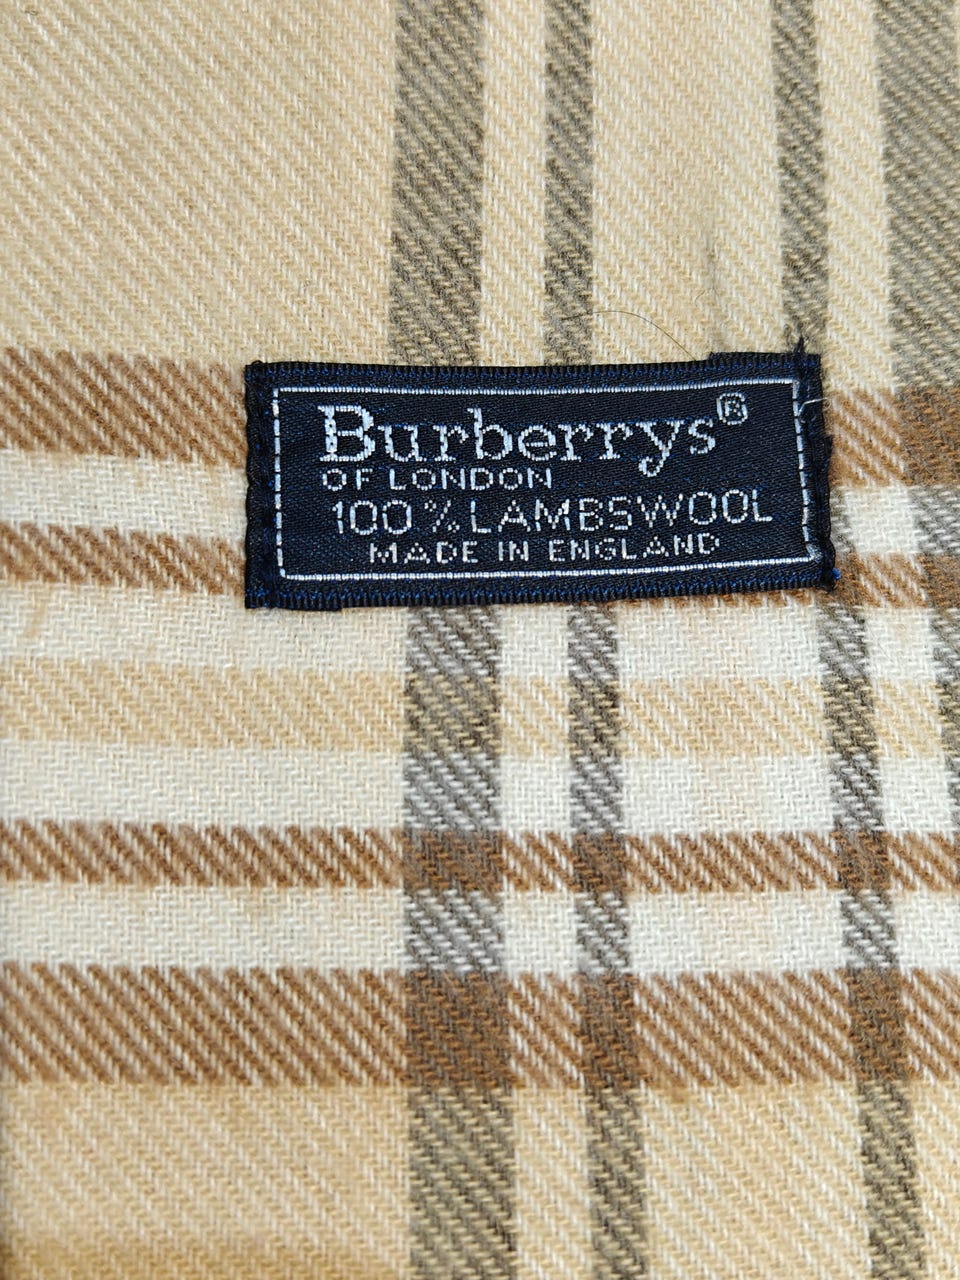 Burberrys®
OF LONDON
100% LAMBSWOOL
MADE IN ENGLAND